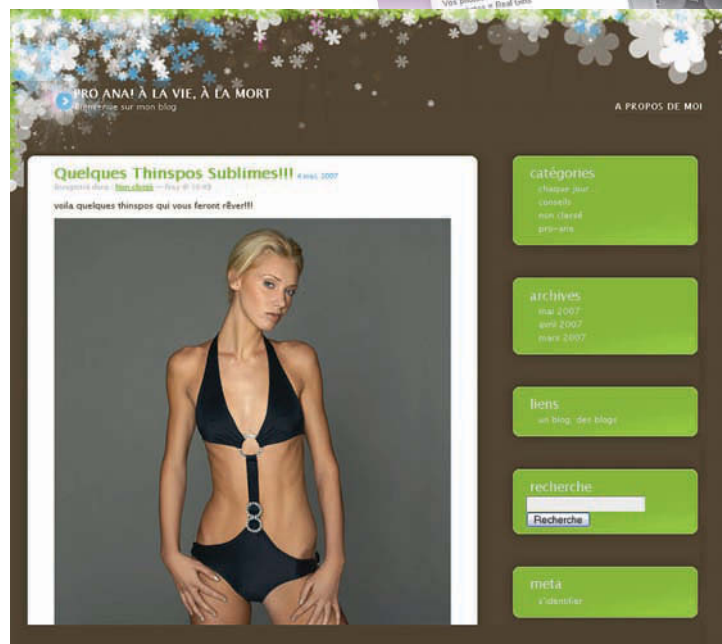 PRO ANA! À LA VIE, À LA MORT
Bienvenue sur mon blog
A PROPOS DE MOI
Quelques Thinspos Sublimes!!! 4 mai, 2007
Non classé
voila quelques thinspos qui vous feront rêver!!!
catégories
chaque jour...
conseils
non classé
pro-ana
archives
mai 2007
avril 2007
mars 2007
liens
un blog, des blogs
recherche
Recherche
meta
s'identifier